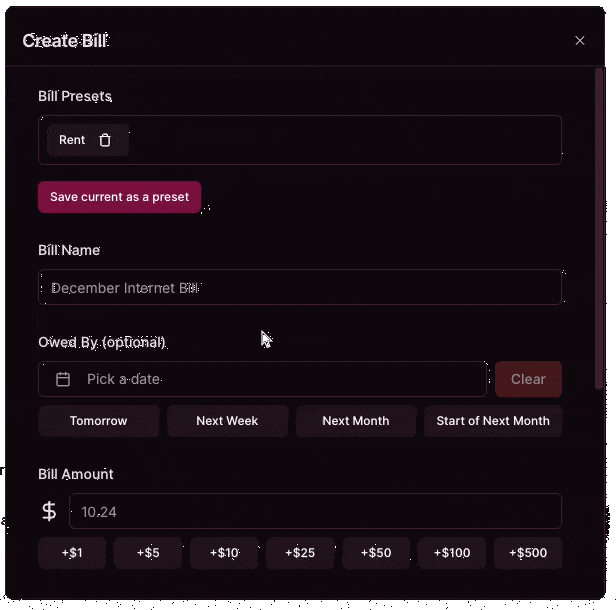 Create Bill
Bill Presets
Rent
Save current as a preset
Bill Name
December Internet Bill
Owed By (optional)
Pick a date
Clear
Tomorrow
Next Week
Next Month
Start of Next Month
Bill Amount
$ 10.24
+$1
+$5
+$10
+$25
+$50
+$100
+$500